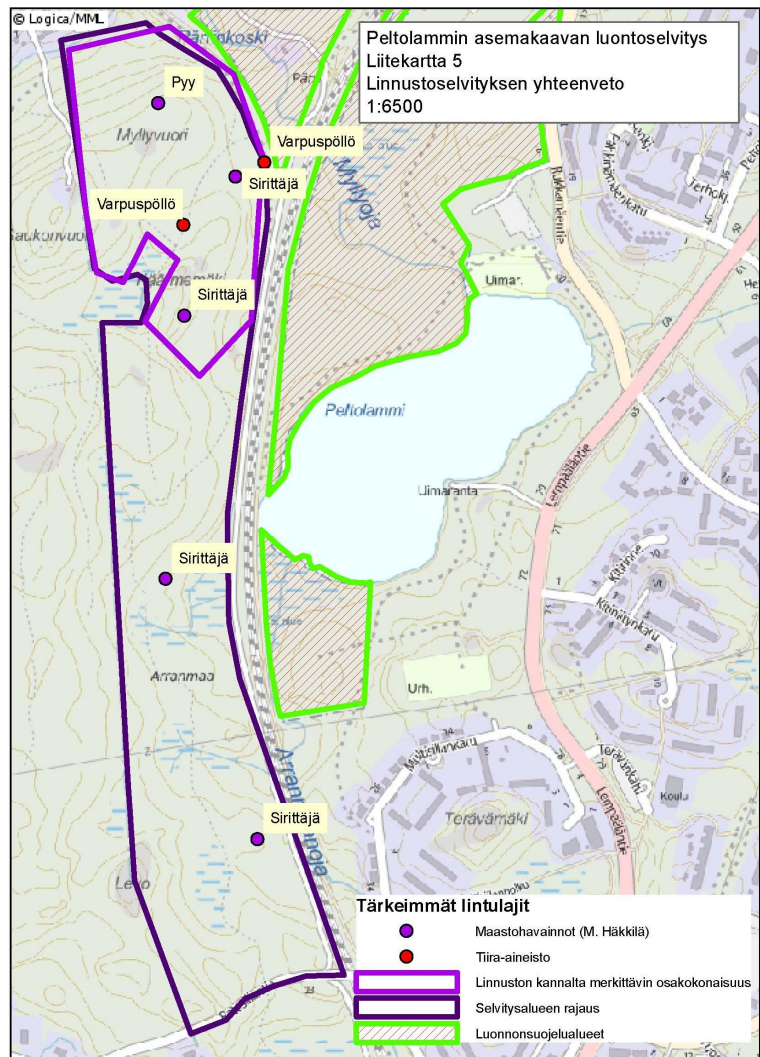 © Logica/MML
Peltolammin asemakaavan luontoselvitys
Liitekartta 5
Linnustoselvityksen yhteenveto
1:6500
Pyy
Myllyvuori
Varpuspöllö
Sirittäjä
Myllyoja
Varpuspöllö
Sirittäjä
Uimar.
Peltolammi
Uimaranta
Lempääläntie
Sirittäjä
Arranmaa
Urh.
Sirittäjä
Terävämäki
Koulu
Lempääläntie
Tärkeimmät lintulajit
Maastohavainnot (M. Häkkilä)
Tiira-aineisto
Linnuston kannalta merkittävin osakokonaisuus
Selvitysalueen rajaus
Luonnonsuojelualueet